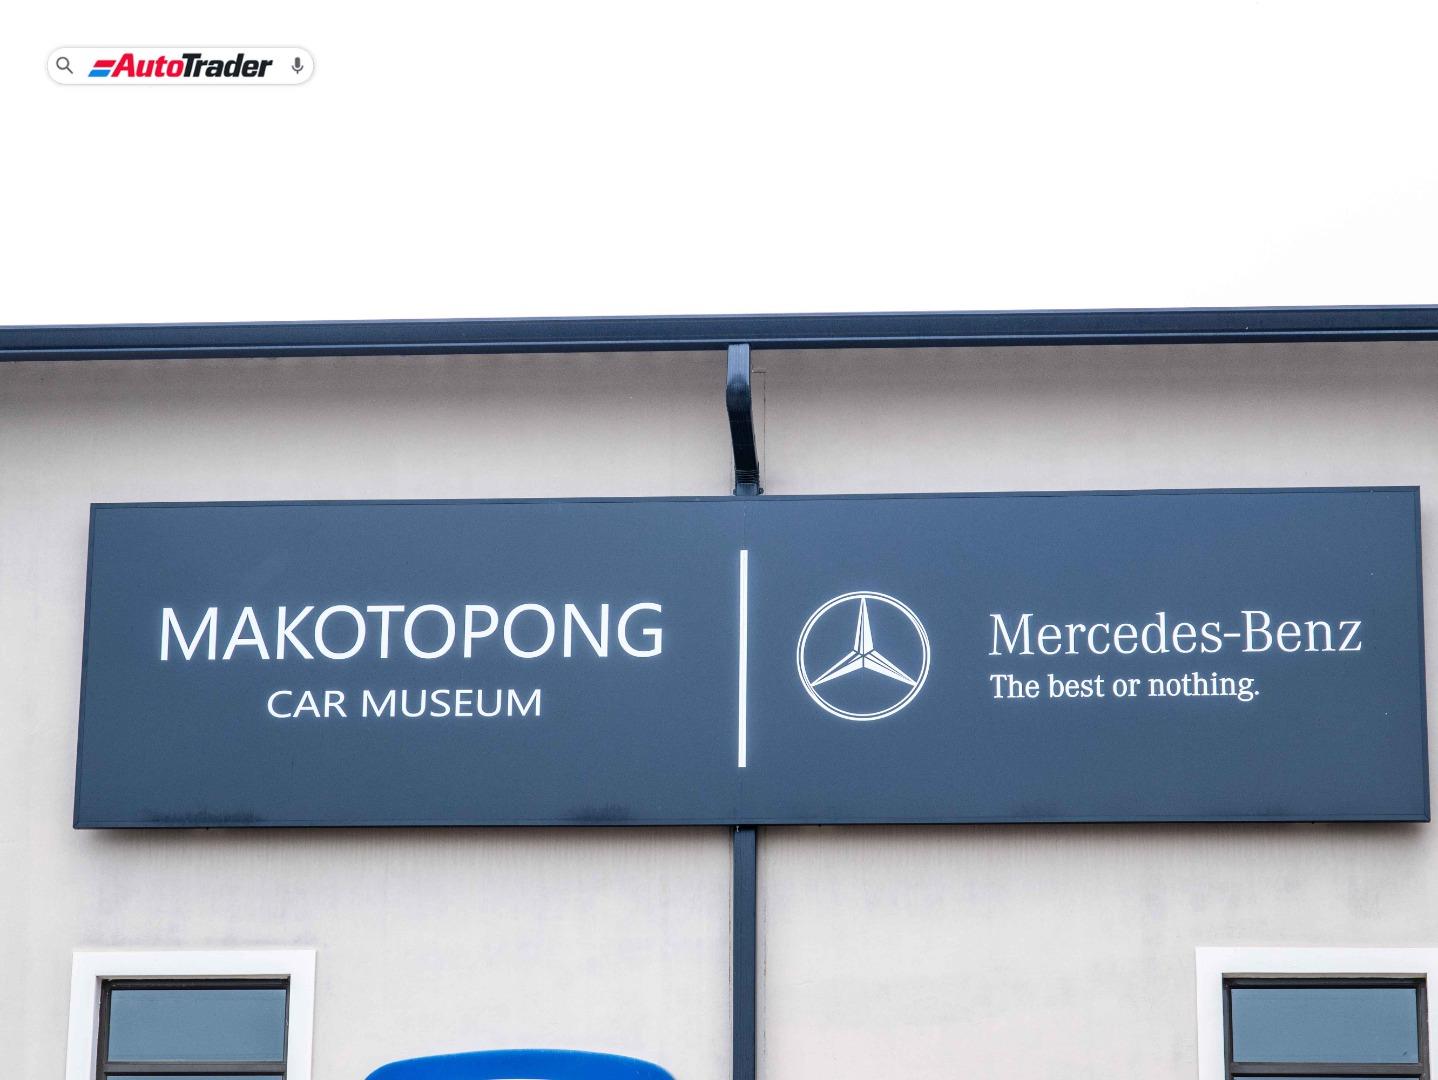 AutoTrader
MAKOTOPONG
CAR MUSEUM
Mercedes-Benz
The best or nothing.